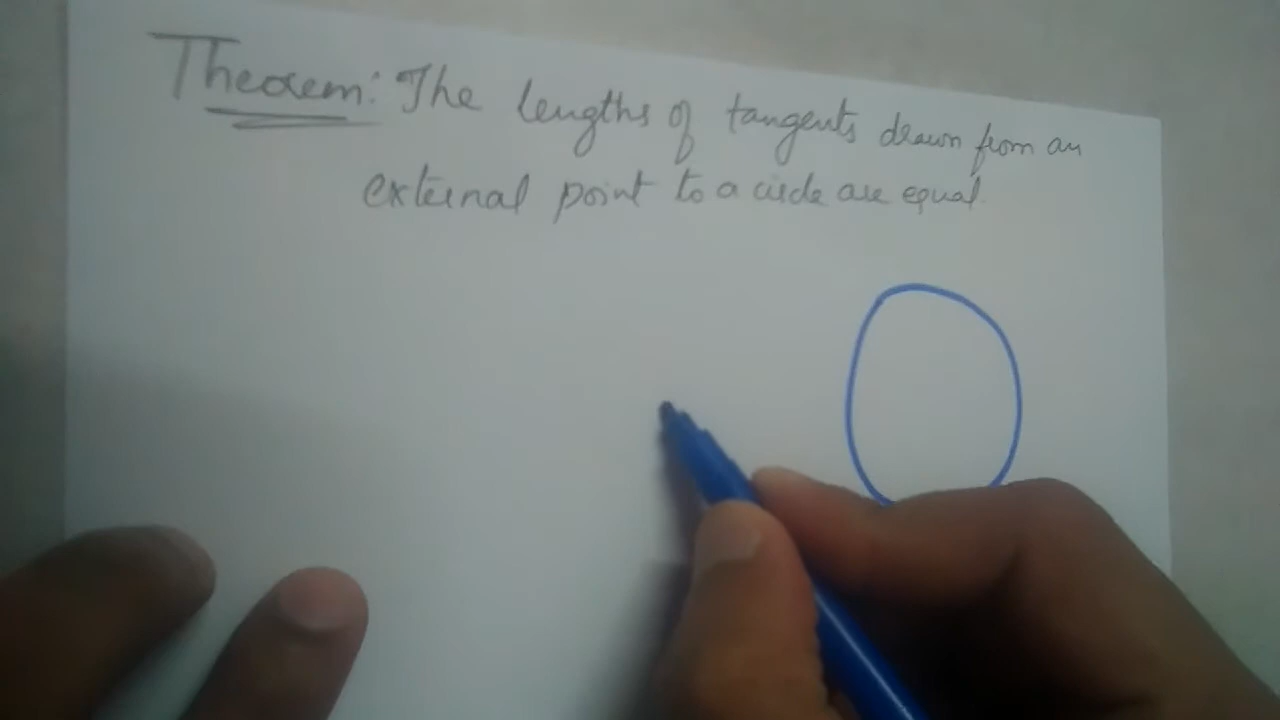 Theorem: The lengths of tangents drawn from an
external point to a circle are equal.